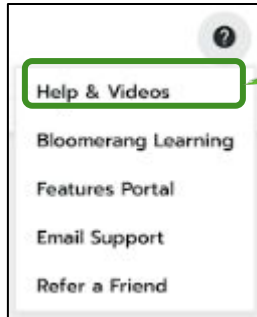 ?
Help & Videos
Bloomerang Learning
Features Portal
Email Support
Refer a Friend